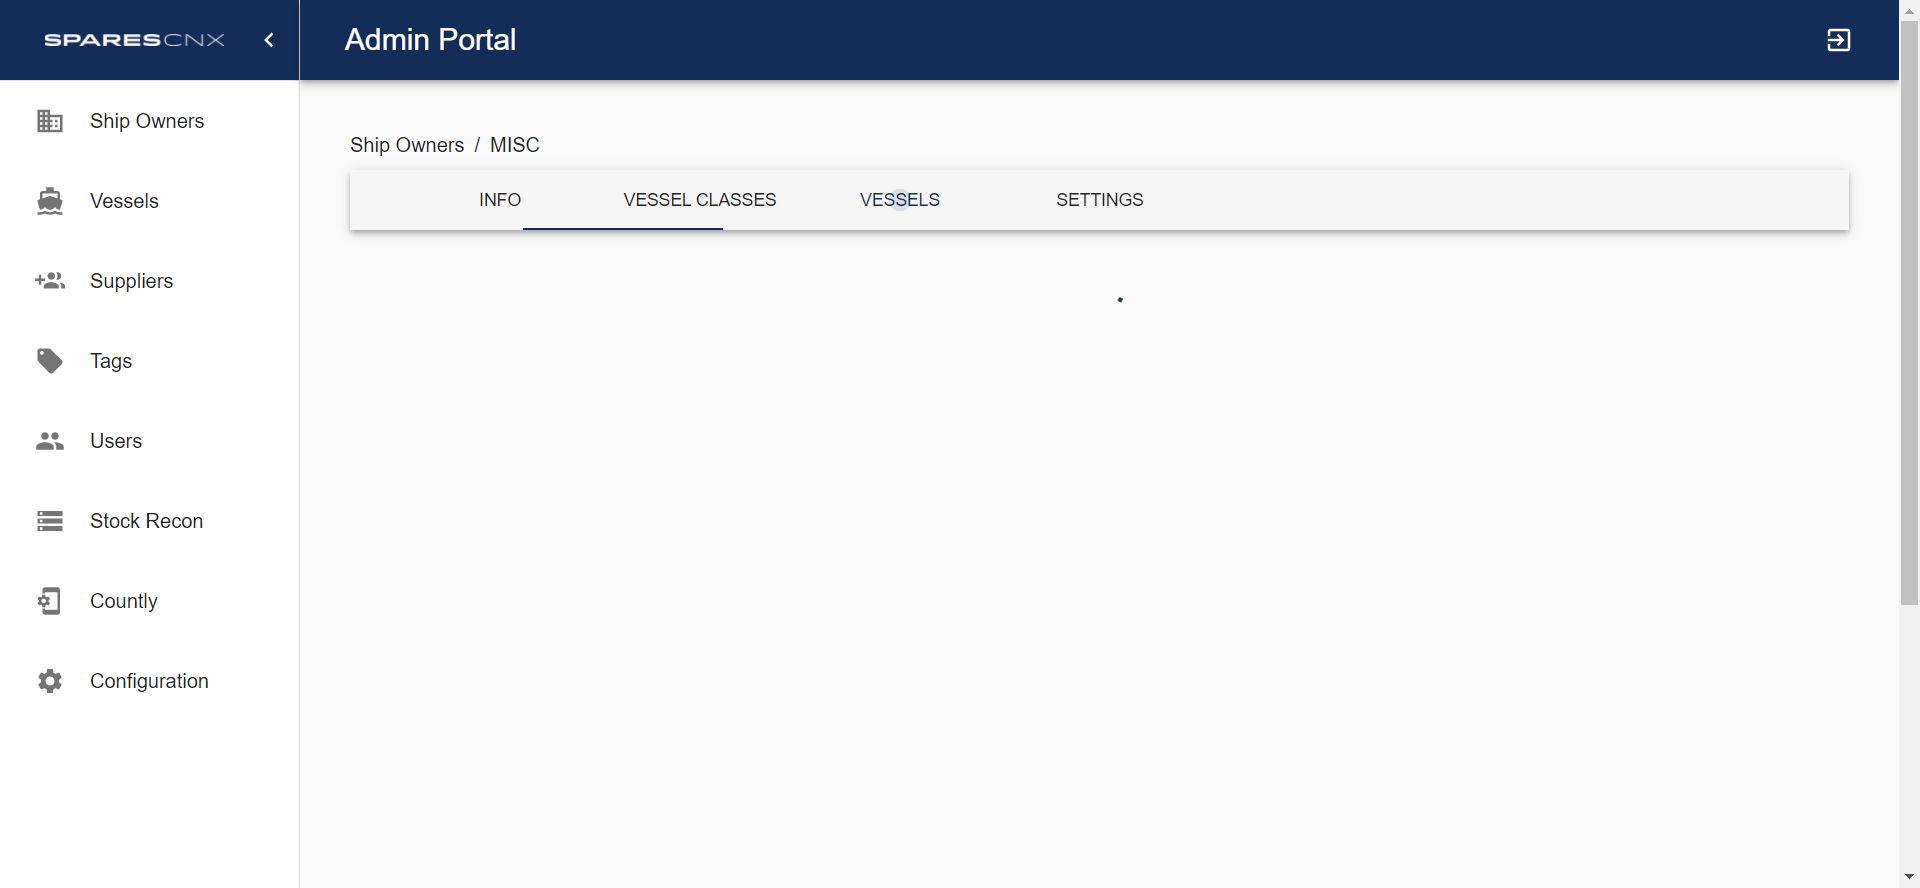 SPARESCNX
Admin Portal
Ship Owners
Vessels
Suppliers
Tags
Users
Stock Recon
Countly
Configuration
Ship Owners / MISC
INFO VESSEL CLASSES VESSELS SETTINGS